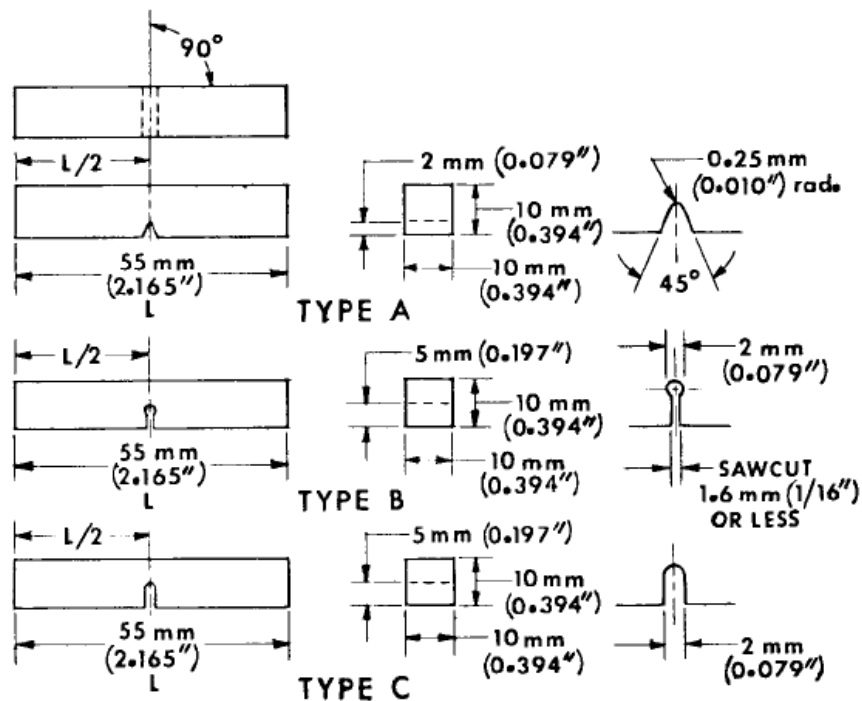 90°
L/2
2 mm (0.079")
0.25 mm
(0.010") rad.
10 mm
(0.394")
55 mm
(2.165")
L
10 mm
(0.394")
45°
TYPE A
L/2
5 mm (0.197")
2 mm
(0.079")
10 mm
(0.394")
55 mm
(2.165")
L
10 mm
(0.394")
SAWCUT
1.6 mm (1/16")
OR LESS
TYPE B
L/2
5 mm (0.197")
10 mm
(0.394")
55 mm
(2.165")
L
10 mm
(0.394")
2 mm
(0.079")
TYPE C